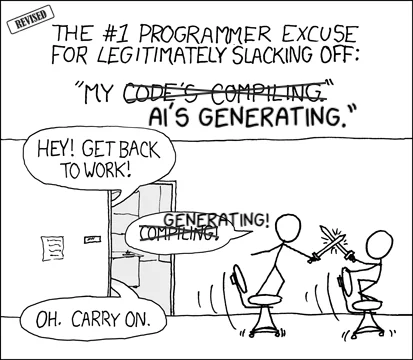 REVISED
THE #1 PROGRAMMER EXCUSE
FOR LEGITIMATELY SLACKING OFF:
"MY CODE'S COMPILING."
AI'S GENERATING."
HEY! GET BACK
TO WORK!
GENERATING!
COMPILING!
OH. CARRY ON.